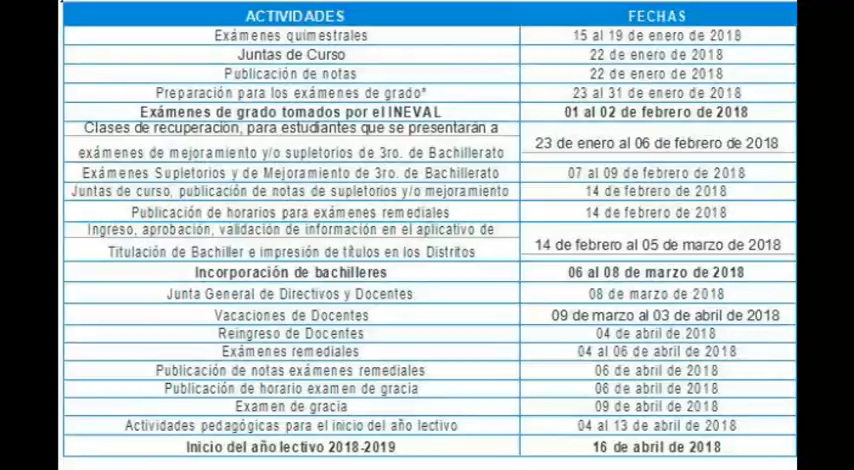 ACTIVIDADES FECHAS
Exámenes quimestrales 15 al 19 de enero de 2018
Juntas de Curso 22 de enero de 2018
Publicación de notas 22 de enero de 2018
Preparación para los exámenes de grado* 23 al 31 de enero de 2018
Exámenes de grado tomados por el INEVAL 01 al 02 de febrero de 2018
Clases de recuperación, para estudiantes que se presentarán a
exámenes de mejoramiento y/o supletorios de 3ro. de Bachillerato 23 de enero al 06 de febrero de 2018
Exámenes Supletorios y de Mejoramiento de 3ro. de Bachillerato 07 al 09 de febrero de 2018
Juntas de curso, publicación de notas de supletorios y/o mejoramiento 14 de febrero de 2018
Publicación de horarios para exámenes remediales 14 de febrero de 2018
Ingreso, aprobación, validación de información en el aplicativo de
Titulación de Bachiller e impresión de títulos en los Distritos 14 de febrero al 05 de marzo de 2018
Incorporación de bachilleres 06 al 08 de marzo de 2018
Junta General de Directivos y Docentes 08 de marzo de 2018
Vacaciones de Docentes 09 de marzo al 03 de abril de 2018
Reingreso de Docentes 04 de abril de 2018
Exámenes remediales 04 al 06 de abril de 2018
Publicación de notas exámenes remediales 06 de abril de 2018
Publicación de horario examen de gracia 06 de abril de 2018
Examen de gracia 09 de abril de 2018
Actividades pedagógicas para el inicio del año lectivo 04 al 13 de abril de 2018
Inicio del año lectivo 2018-2019 16 de abril de 2018